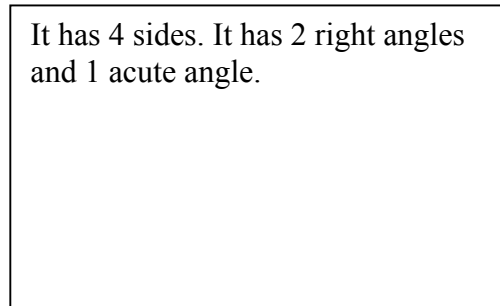 It has 4 sides. It has 2 right angles
and 1 acute angle.